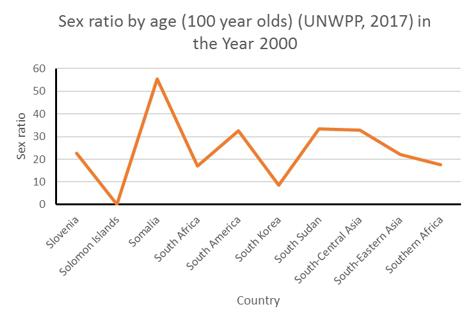 Sex ratio by age (100 year olds) (UNWPP, 2017) in
the Year 2000
60
50
40
30
20
10
0
Sex ratio
Slovenia
Solomon Islands
Somalia
South Africa
South America
South Korea
South Sudan
South-Central Asia
South-Eastern Asia
Southern Africa
Country